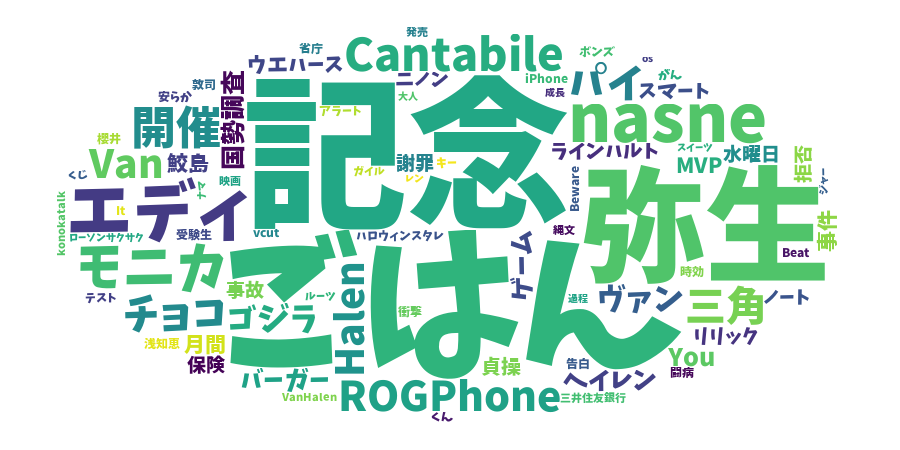 発売
省庁
Cantabile
ボンズ
ウエハース
os
ニノン
iPhone
パイ
がん
敦司
国勢調査
成長
スマート
安らか
大人
記念
アラート
nasne
開催
櫻井
ラインハルト
スイーツ
水曜日
Van
鮫島
謝罪
キー
MVP
拒否
くじ
映画
ガイル
レン
ナマ
Beware
弥生
ジャー
エディ
It
konokatalk
ローソンサクサク
受験生
vcut
ハロウィンスタレ
縄文
事件
モニカ
ごはん
ゲーム
Beat
時効
テスト
事故
ルーツ
Halen
過程
ヴァン
三角
ノート
チョコ
ゴジラ
衝撃
リリック
浅知恵
月間
保険
貞操
告白
You
闘病
バーガー
ヘイレン
VanHalen
ROGPhone
三井住友銀行
くん